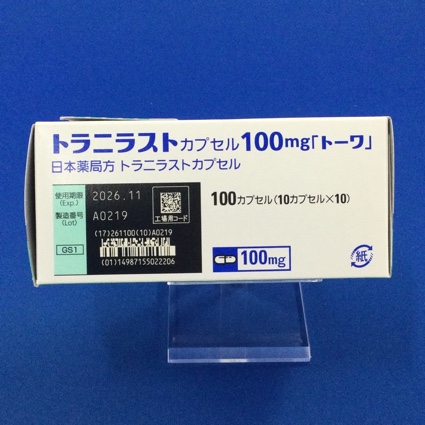 トラニラストカプセル100mg「トーワ」
日本薬局方 トラニラストカプセル
使用期限
(Exp.)
2026.11
製造番号
(Lot)
A0219
工場用コード
(17)261100(10)A0219
GS1
(01)14987155022206
100カプセル(10カプセル×10)
100mg
紙